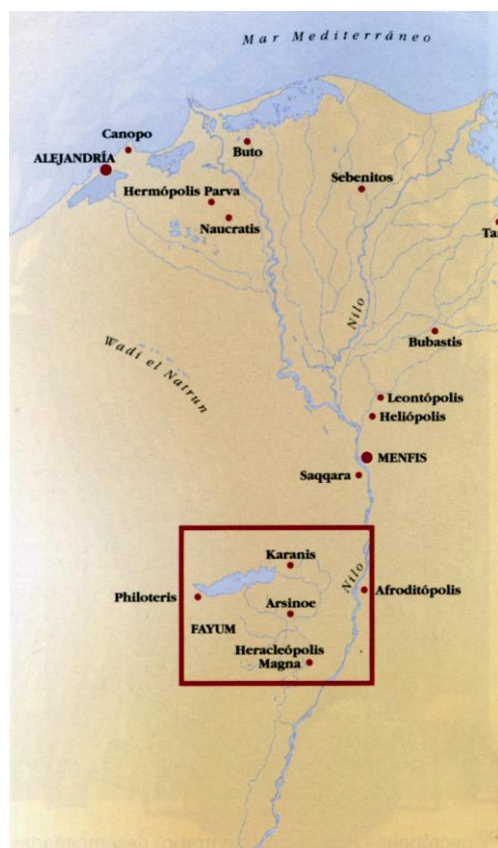 Mar Mediterráneo
Canopo
ALEJANDRÍA
Buto
Hermópolis Parva
Naucratis
Sebenitos
Nilo
Bubastis
Wadi el Natrun
Leontópolis
Heliópolis
MENFIS
Saqqara
Karanis
Nilo
Philoteris
Arsinoe
Afroditópolis
FAYUM
Heracleópolis
Magna